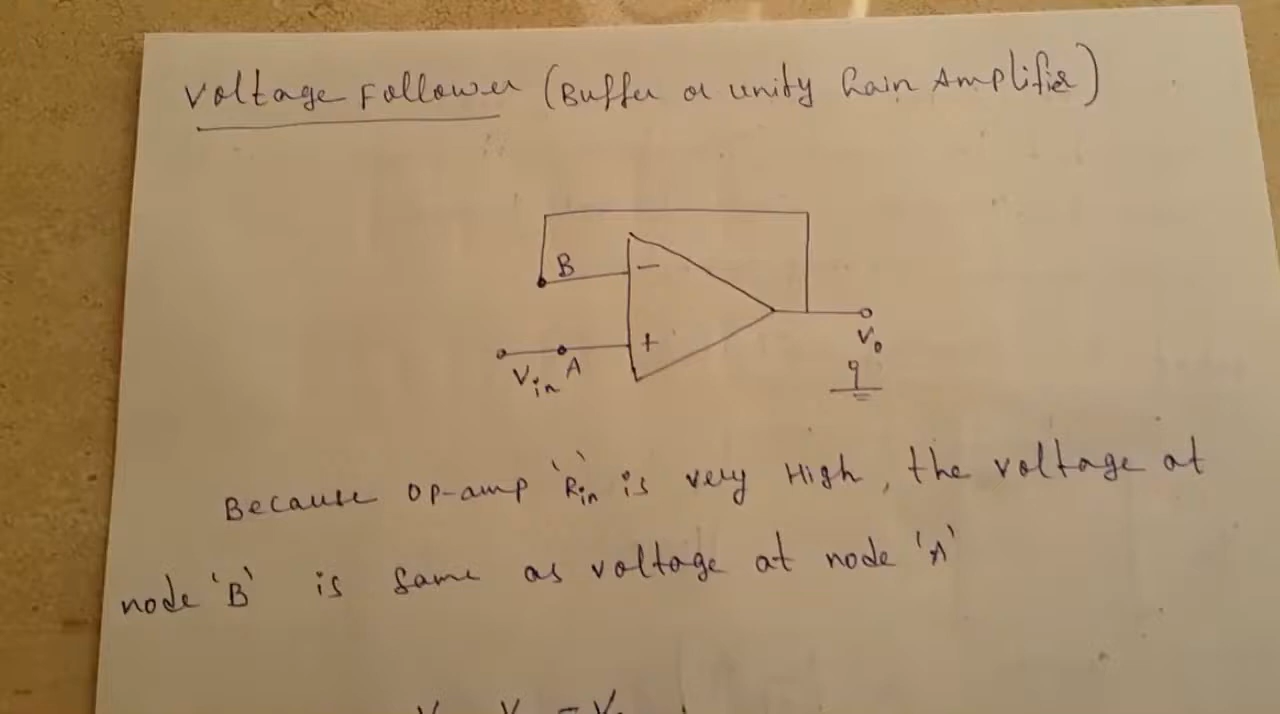 Voltage Follower (Buffer or unity Gain Amplifier)
B
−
+
Vin A
Vo
Because op-amp 'Rin' is very High, the voltage at
node 'B' is same as voltage at node 'A'